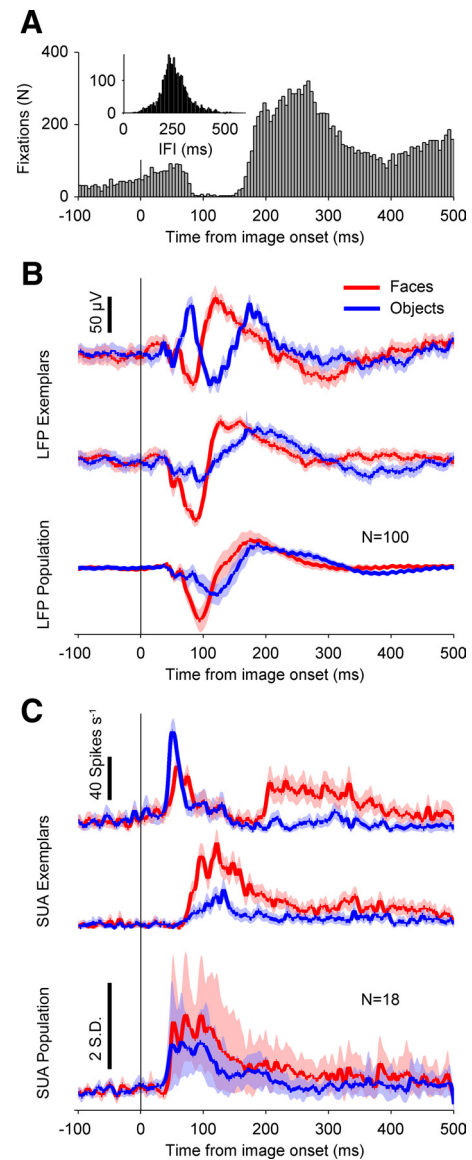 A
Fixations (N)
400
200
0
100
0
0 250 500
IFI (ms)
-100 0 100 200 300 400 500
Time from image onset (ms)
B
50 µV
Faces
Objects
LFP Exemplars
LFP Population
N=100
-100 0 100 200 300 400 500
Time from image onset (ms)
C
40 Spikes s⁻¹
SUA Exemplars
SUA Population
2 S.D.
N=18
-100 0 100 200 300 400 500
Time from image onset (ms)